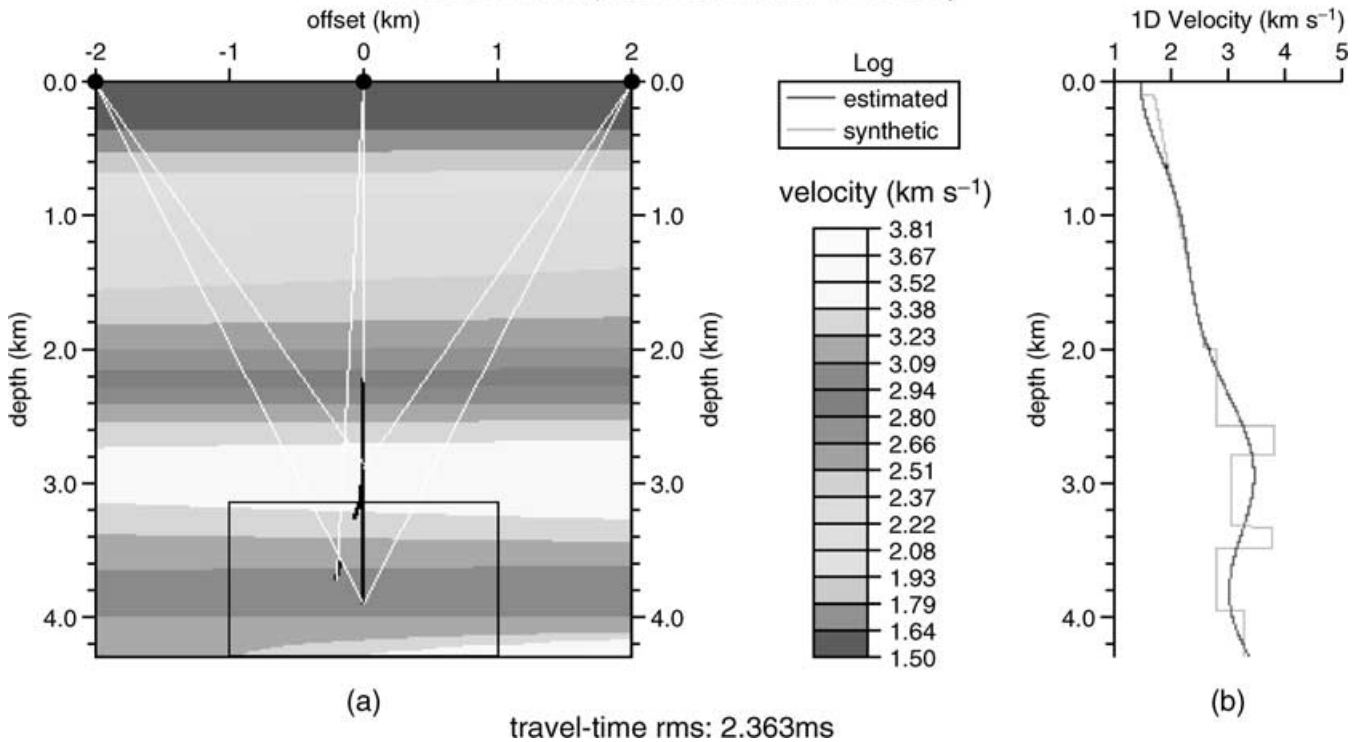 offset (km)
-2 -1 0 1 2
0.0 0.0
1.0 1.0
2.0 2.0
3.0 3.0
4.0 4.0
depth (km)
depth (km)
(a)
Log
estimated
synthetic
velocity (km s⁻¹)
3.81
3.67
3.52
3.38
3.23
3.09
2.94
2.80
2.66
2.51
2.37
2.22
2.08
1.93
1.79
1.64
1.50
1D Velocity (km s⁻¹)
1 2 3 4 5
0.0
1.0
2.0
3.0
4.0
depth (km)
(b)
travel-time rms: 2.363ms